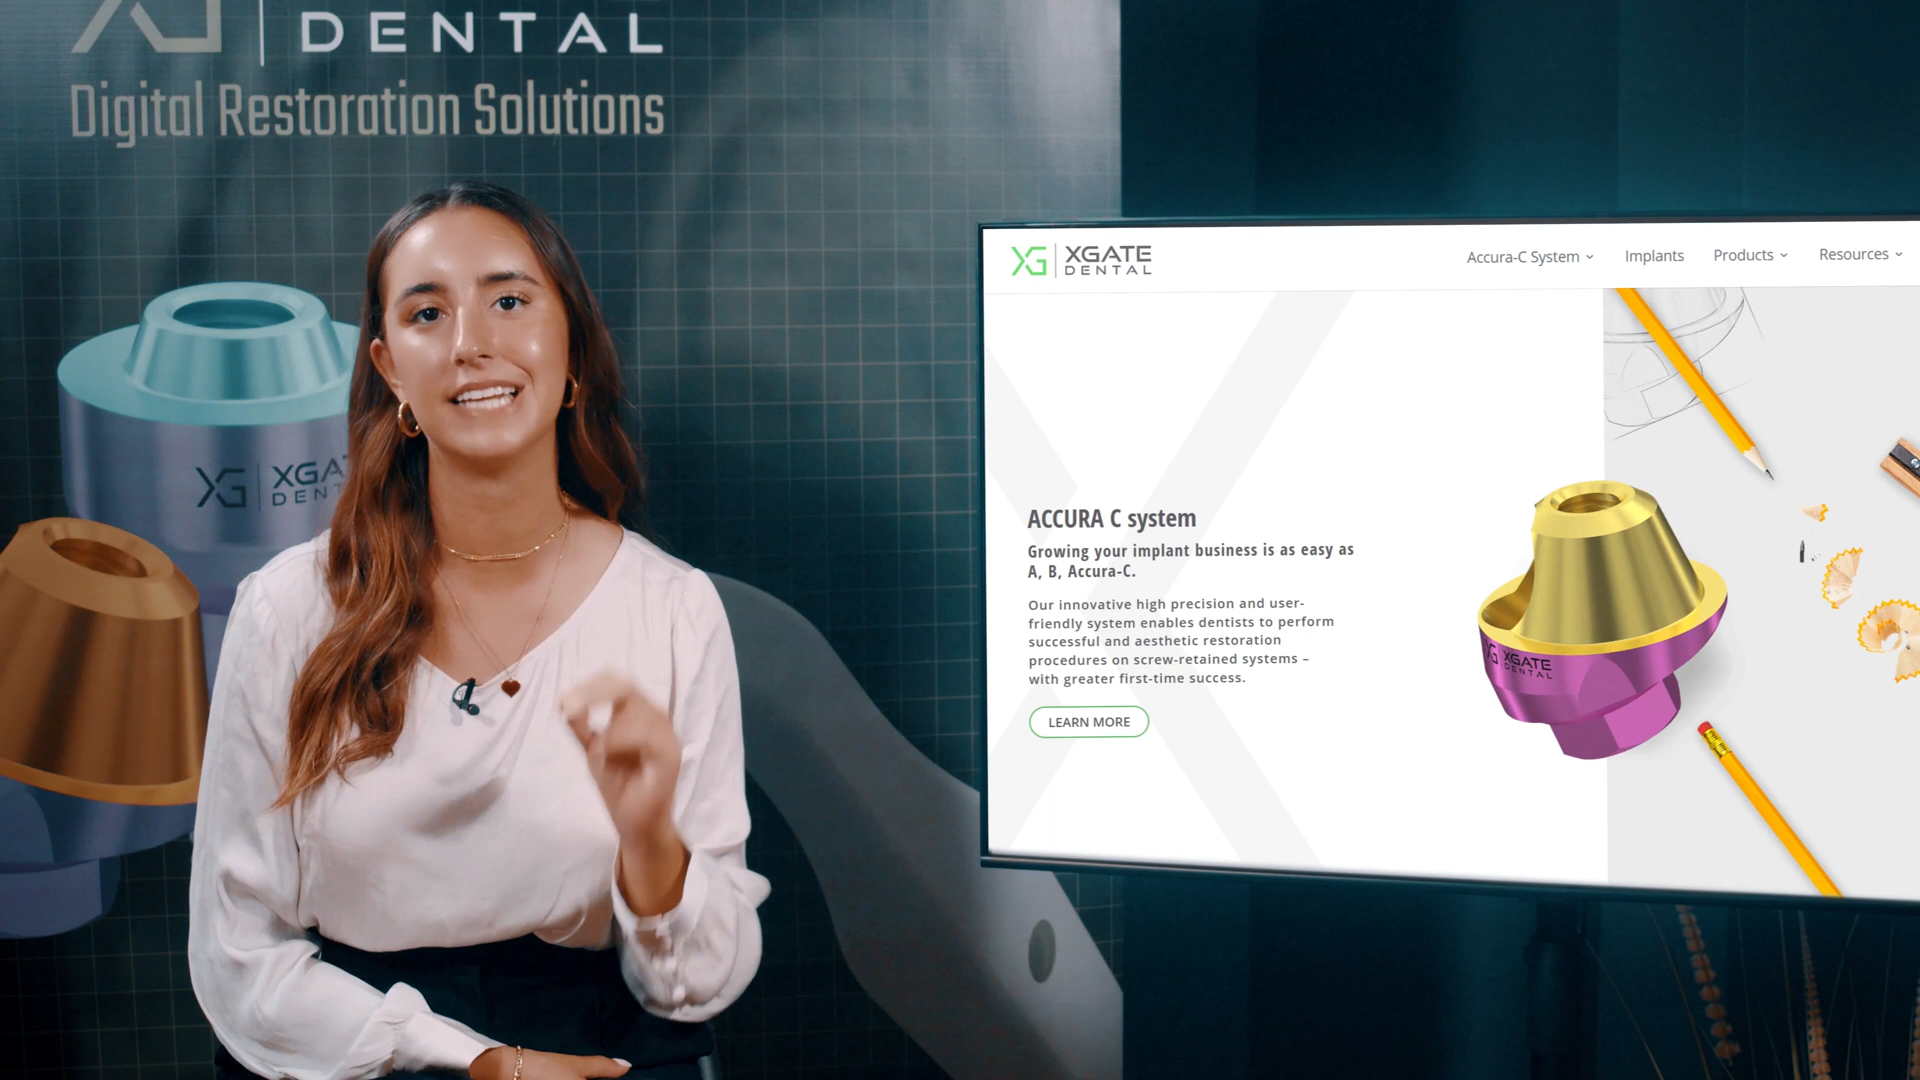 DENTAL
Digital Restoration Solutions
XG
DENT
XG XGATE
DENTAL
Accura-C System
Implants
Products
Resources
ACCURA C system
Growing your implant business is as easy as
A, B, Accura-C.
Our innovative high precision and user-
friendly system enables dentists to perform
successful and aesthetic restoration
procedures on screw-retained systems –
with greater first-time success.
LEARN MORE
XG XGATE
DENTAL